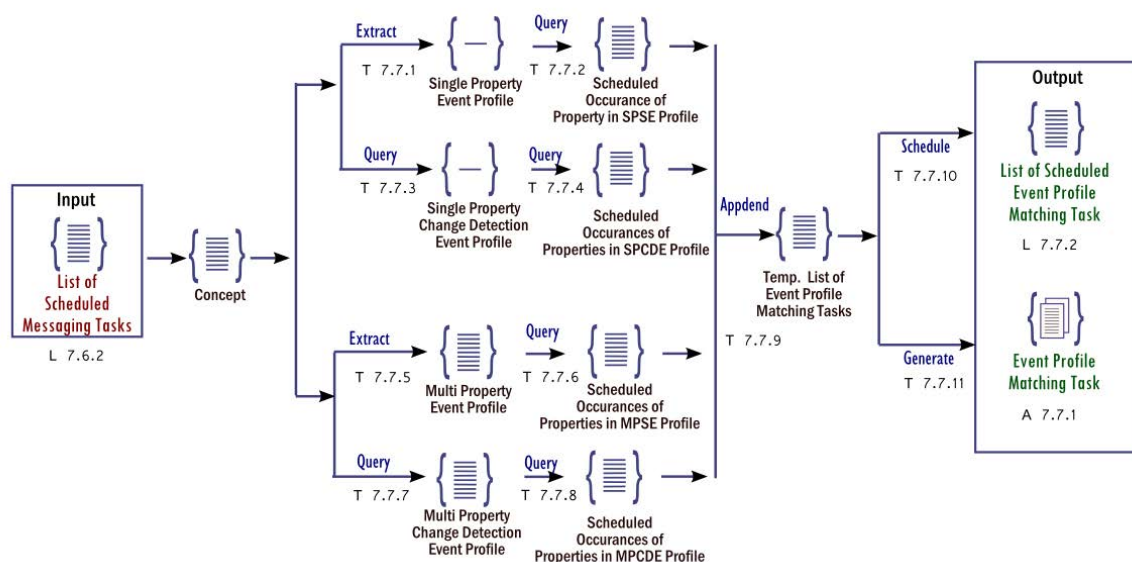 Input
List of
Scheduled
Messaging Tasks
L 7.6.2
Concept
Extract
T 7.7.1
Single Property
Event Profile
Query
T 7.7.2
Scheduled
Occurance of
Property in SPSE Profile
Query
T 7.7.3
Single Property
Change Detection
Event Profile
Query
T 7.7.4
Scheduled
Occurances of
Properties in SPCDE Profile
Extract
T 7.7.5
Multi Property
Event Profile
Query
T 7.7.6
Scheduled
Occurances of
Properties in MPSE Profile
Query
T 7.7.7
Multi Property
Change Detection
Event Profile
Query
T 7.7.8
Scheduled
Occurances of
Properties in MPCDE Profile
Appdend
T 7.7.9
Temp. List of
Event Profile
Matching Tasks
Schedule
T 7.7.10
Generate
T 7.7.11
Output
List of Scheduled
Event Profile
Matching Task
L 7.7.2
Event Profile
Matching Task
A 7.7.1